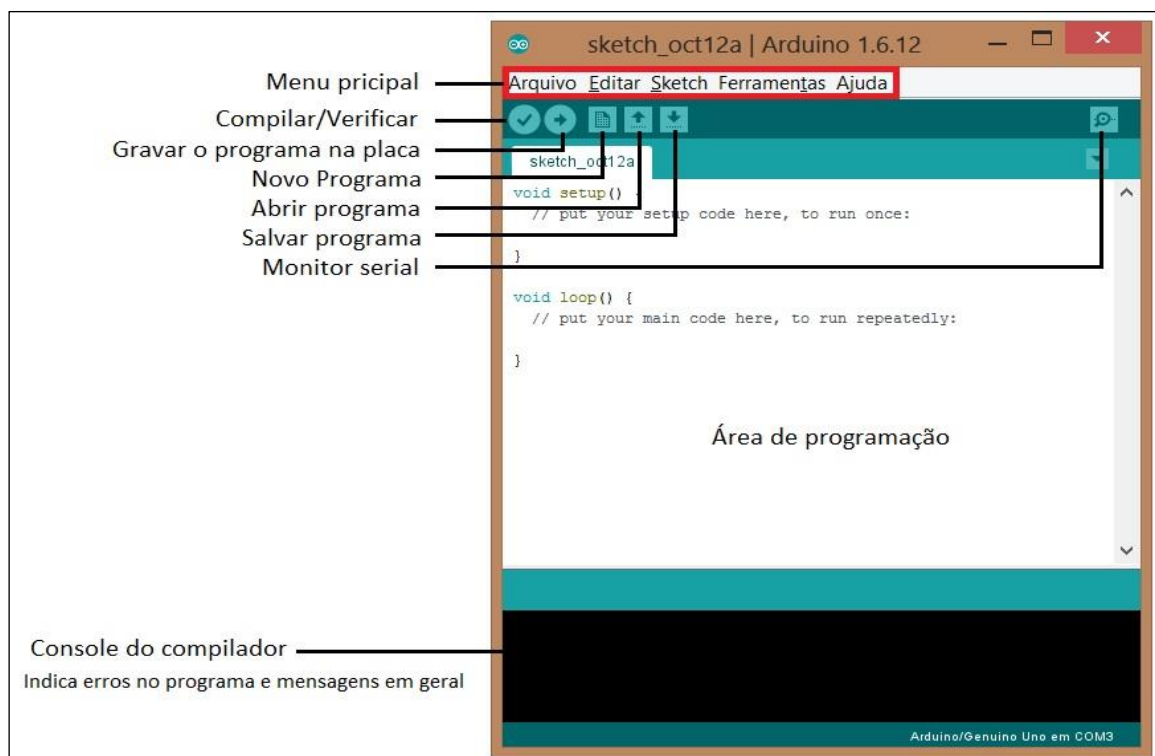 sketch_oct12a | Arduino 1.6.12
Menu pricipal
Arquivo Editar Sketch Ferramentas Ajuda
Compilar/Verificar
Gravar o programa na placa
Novo Programa
Abrir programa
Salvar programa
Monitor serial
sketch_oct12a
void setup() {
// put your setup code here, to run once:
}
void loop() {
// put your main code here, to run repeatedly:
}
Área de programação
Console do compilador
Indica erros no programa e mensagens em geral
Arduino/Genuino Uno em COM3